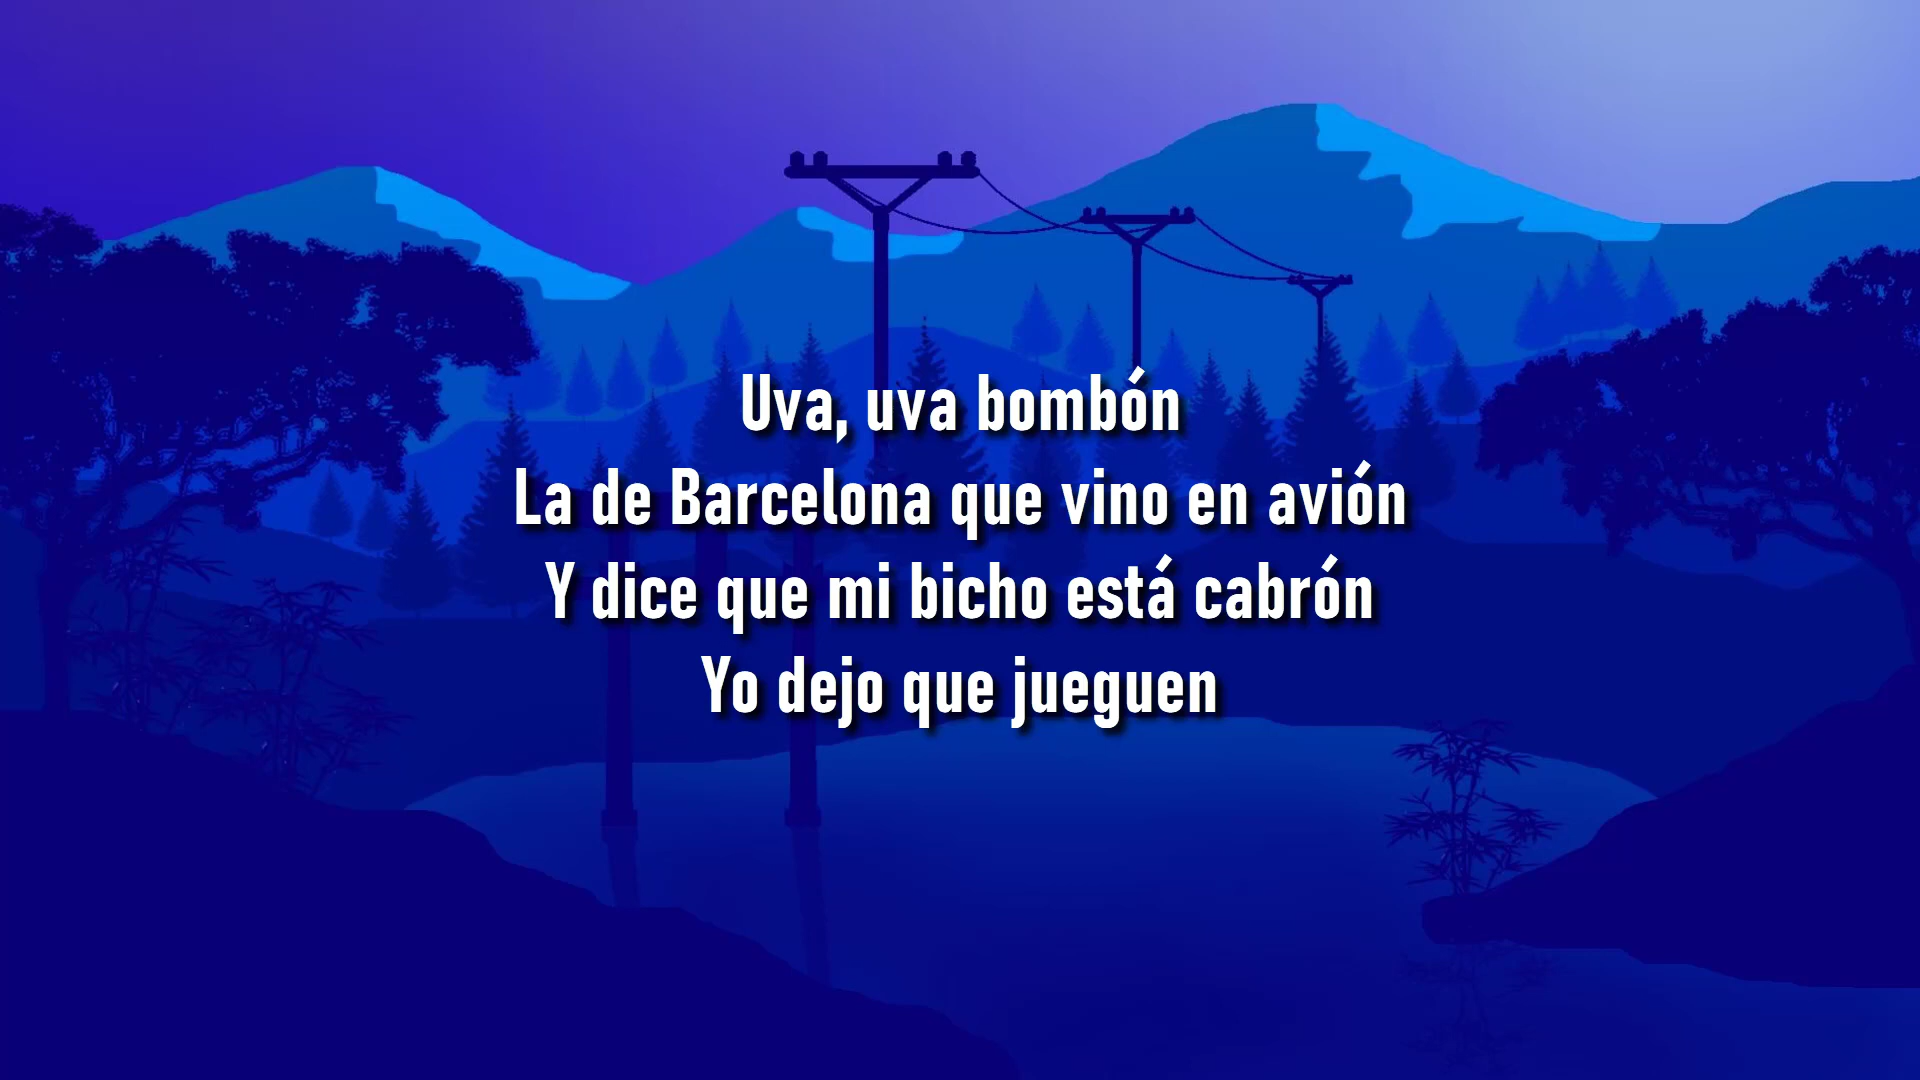 Uva, uva bombón
La de Barcelona que vino en avión
Y dice que mi bicho está cabrón
Yo dejo que jueguen